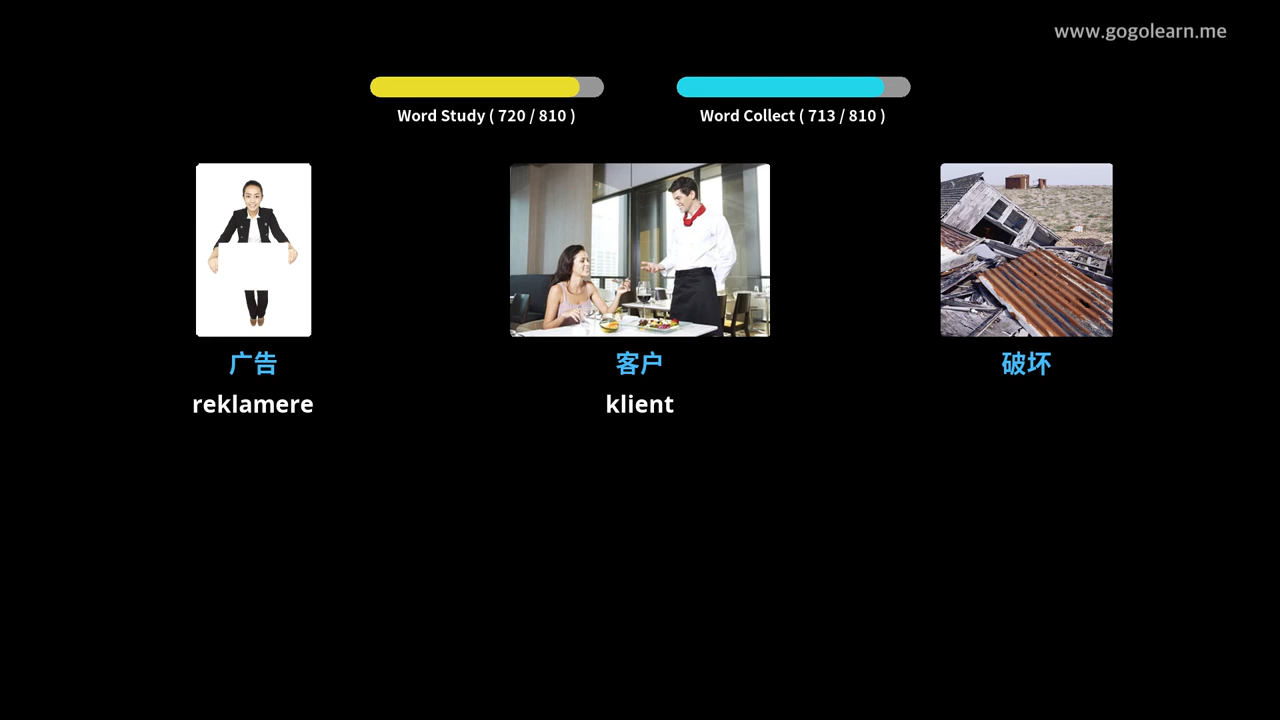 www.gogolearn.me
Word Study ( 720 / 810 )
Word Collect ( 713 / 810 )
广告
客户
破坏
reklamere
klient